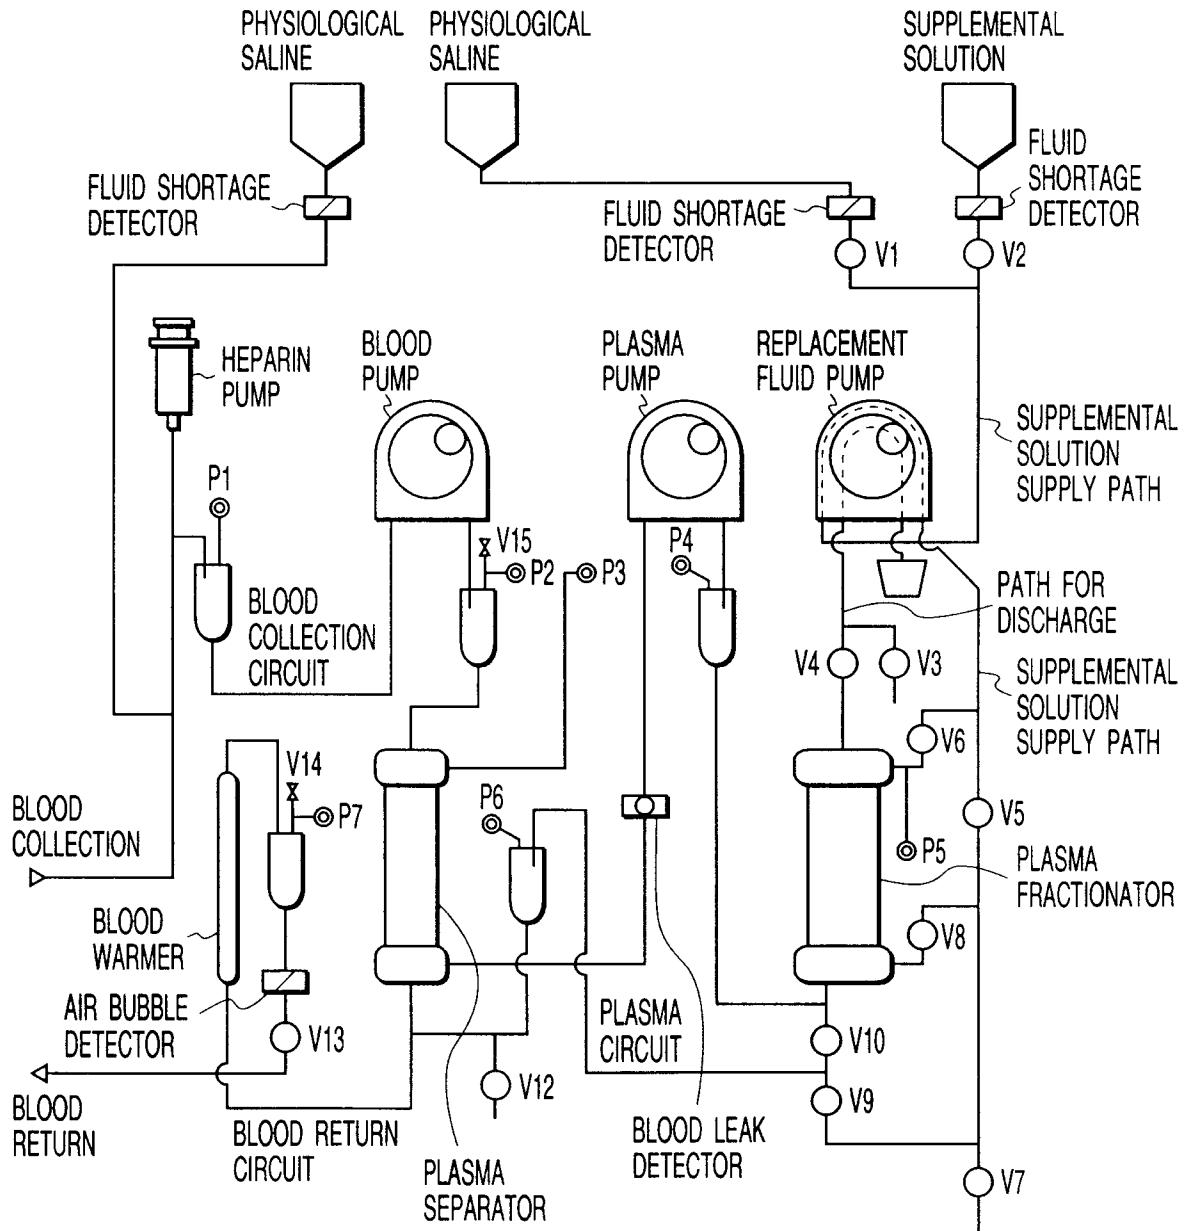 PHYSIOLOGICAL
SALINE
PHYSIOLOGICAL
SALINE
SUPPLEMENTAL
SOLUTION
FLUID SHORTAGE
DETECTOR
FLUID SHORTAGE
DETECTOR
FLUID
SHORTAGE
DETECTOR
V1
V2
HEPARIN
PUMP
BLOOD
PUMP
PLASMA
PUMP
REPLACEMENT
FLUID PUMP
SUPPLEMENTAL
SOLUTION
SUPPLY PATH
P1
V15
P2
P3
P4
BLOOD
COLLECTION
CIRCUIT
PATH FOR
DISCHARGE
V4
V3
SUPPLEMENTAL
SOLUTION
SUPPLY PATH
V6
V14
P7
P6
V5
P5
BLOOD
COLLECTION
PLASMA
FRACTIONATOR
BLOOD
WARMER
V8
AIR BUBBLE
DETECTOR
V13
PLASMA
CIRCUIT
V10
V12
V9
BLOOD
RETURN
BLOOD RETURN
CIRCUIT
PLASMA
SEPARATOR
BLOOD LEAK
DETECTOR
V7